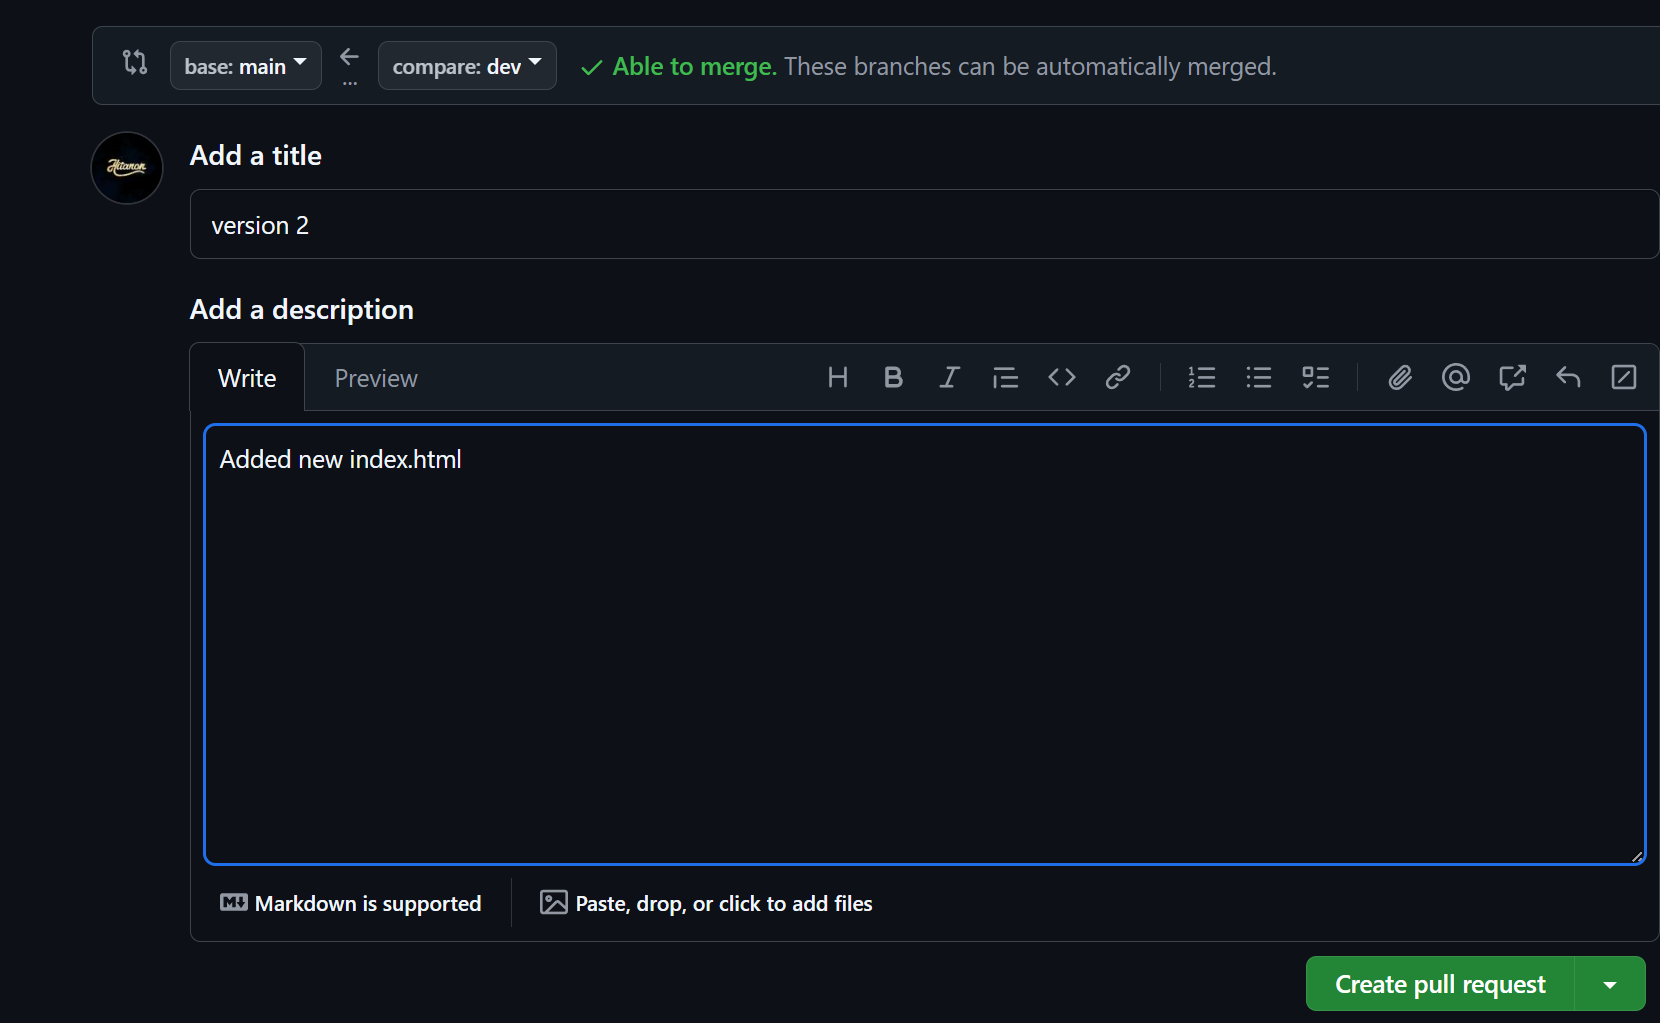 base: main
...
compare: dev
Able to merge. These branches can be automatically merged.
Hitanon
Add a title
version 2
Add a description
Write
Preview
Added new index.html
Markdown is supported
Paste, drop, or click to add files
Create pull request